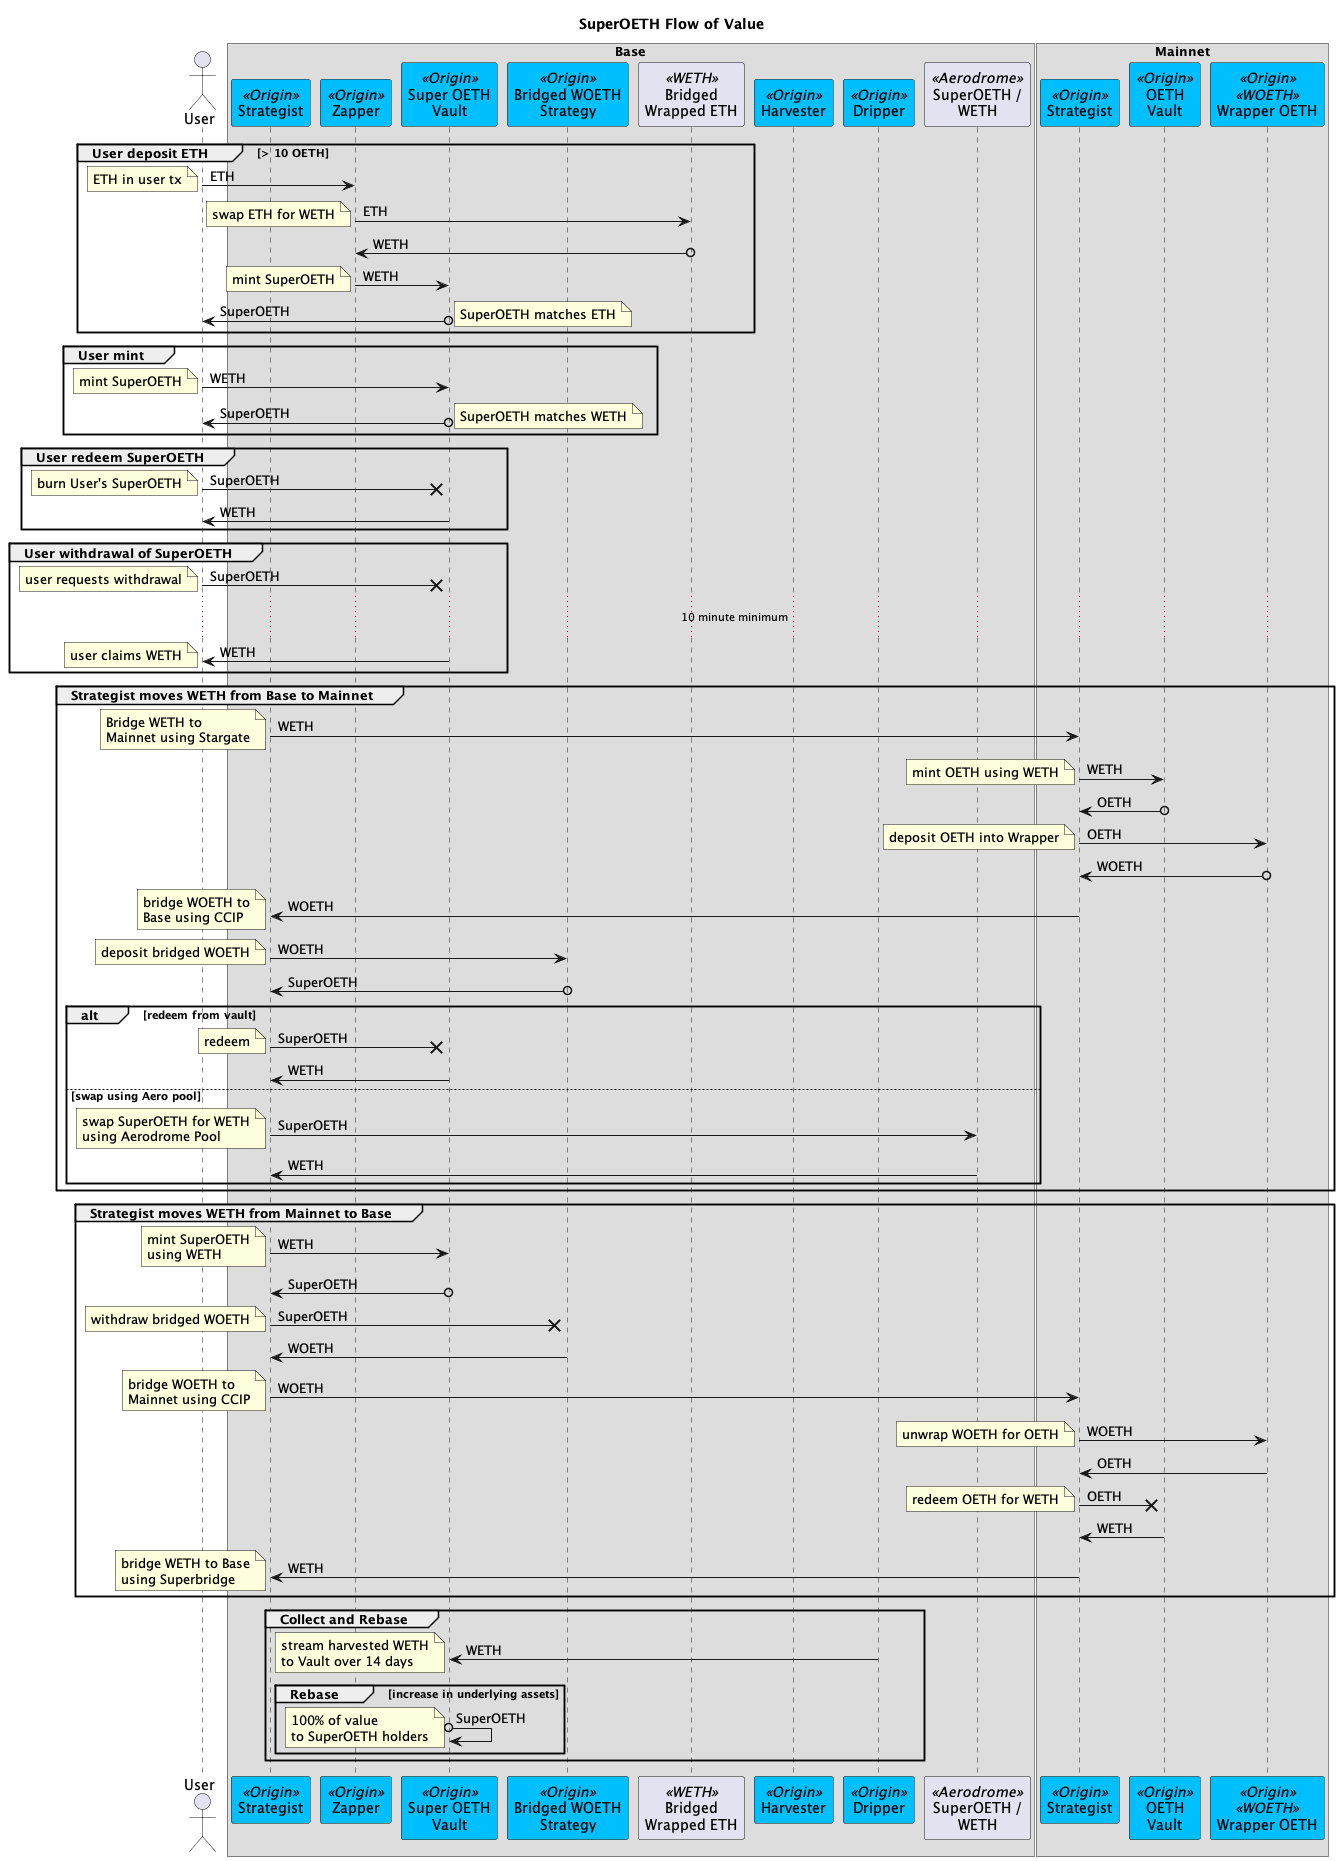 SuperOETH Flow of Value
Base
Mainnet
User
«Origin»
Strategist
«Origin»
Zapper
«Origin»
Super OETH
Vault
«Origin»
Bridged WOETH
Strategy
«WETH»
Bridged
Wrapped ETH
«Origin»
Harvester
«Origin»
Dripper
«Aerodrome»
SuperOETH /
WETH
«Origin»
Strategist
«Origin»
OETH
Vault
«Origin»
«WOETH»
Wrapper OETH
User deposit ETH [> 10 OETH]
ETH in user tx
ETH
swap ETH for WETH
ETH
WETH
mint SuperOETH
WETH
SuperOETH
SuperOETH matches ETH
User mint
mint SuperOETH
WETH
SuperOETH
SuperOETH matches WETH
User redeem SuperOETH
burn User's SuperOETH
SuperOETH
WETH
User withdrawal of SuperOETH
user requests withdrawal
SuperOETH
10 minute minimum
user claims WETH
WETH
Strategist moves WETH from Base to Mainnet
Bridge WETH to
Mainnet using Stargate
WETH
mint OETH using WETH
WETH
OETH
deposit OETH into Wrapper
OETH
WOETH
bridge WOETH to
Base using CCIP
WOETH
deposit bridged WOETH
WOETH
SuperOETH
alt [redeem from vault]
redeem
SuperOETH
WETH
[swap using Aero pool]
swap SuperOETH for WETH
using Aerodrome Pool
SuperOETH
WETH
Strategist moves WETH from Mainnet to Base
mint SuperOETH
using WETH
WETH
SuperOETH
withdraw bridged WOETH
SuperOETH
WOETH
bridge WOETH to
Mainnet using CCIP
WOETH
unwrap WOETH for OETH
WOETH
OETH
redeem OETH for WETH
OETH
WETH
bridge WETH to Base
using Superbridge
WETH
Collect and Rebase
stream harvested WETH
to Vault over 14 days
WETH
Rebase [increase in underlying assets]
100% of value
to SuperOETH holders
SuperOETH
User
«Origin»
Strategist
«Origin»
Zapper
«Origin»
Super OETH
Vault
«Origin»
Bridged WOETH
Strategy
«WETH»
Bridged
Wrapped ETH
«Origin»
Harvester
«Origin»
Dripper
«Aerodrome»
SuperOETH /
WETH
«Origin»
Strategist
«Origin»
OETH
Vault
«Origin»
«WOETH»
Wrapper OETH